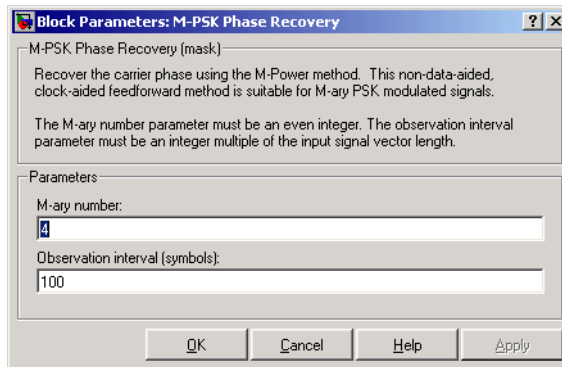 Block Parameters: M-PSK Phase Recovery
M-PSK Phase Recovery (mask)
Recover the carrier phase using the M-Power method. This non-data-aided,
clock-aided feedforward method is suitable for M-ary PSK modulated signals.
The M-ary number parameter must be an even integer. The observation interval
parameter must be an integer multiple of the input signal vector length.
Parameters
M-ary number:
4
Observation interval (symbols):
100
OK Cancel Help Apply